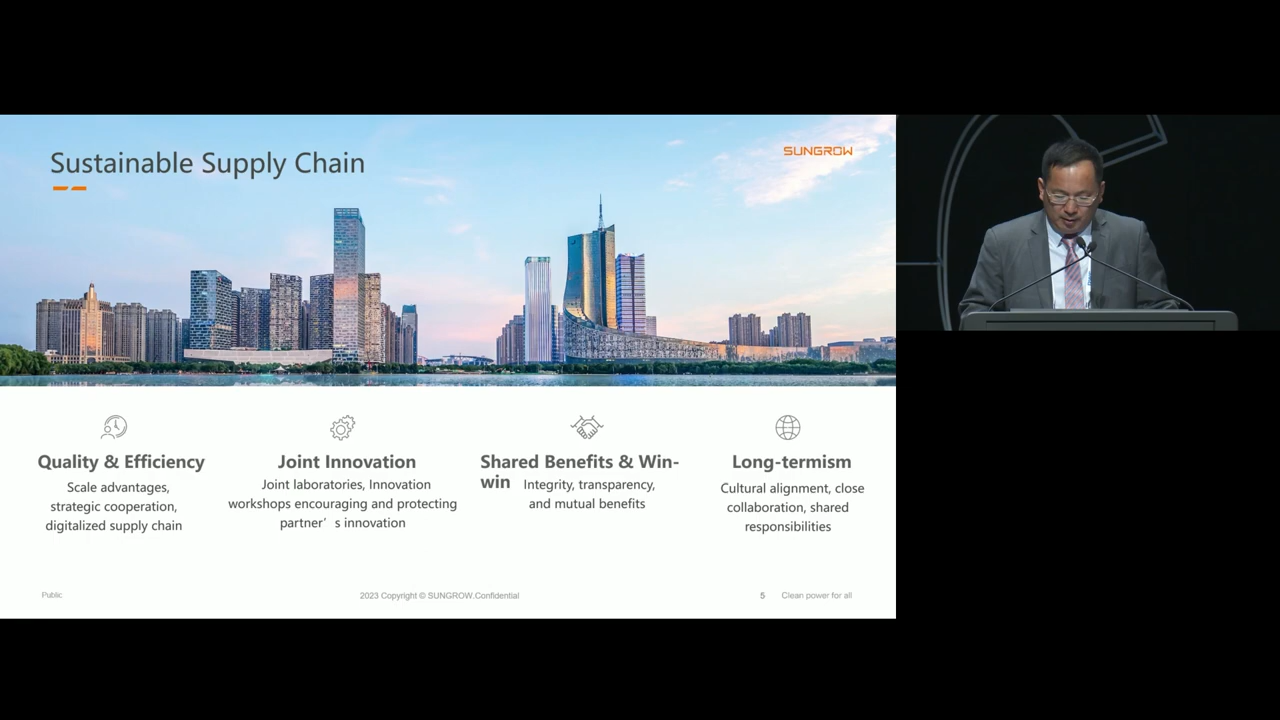 Sustainable Supply Chain
SUNGROW
Quality & Efficiency
Scale advantages,
strategic cooperation,
digitalized supply chain
Joint Innovation
Joint laboratories, Innovation
workshops encouraging and protecting
partner’s innovation
Shared Benefits & Win-
win
Integrity, transparency,
and mutual benefits
Long-termism
Cultural alignment, close
collaboration, shared
responsibilities
Public
2023 Copyright © SUNGROW.Confidential
5
Clean power for all